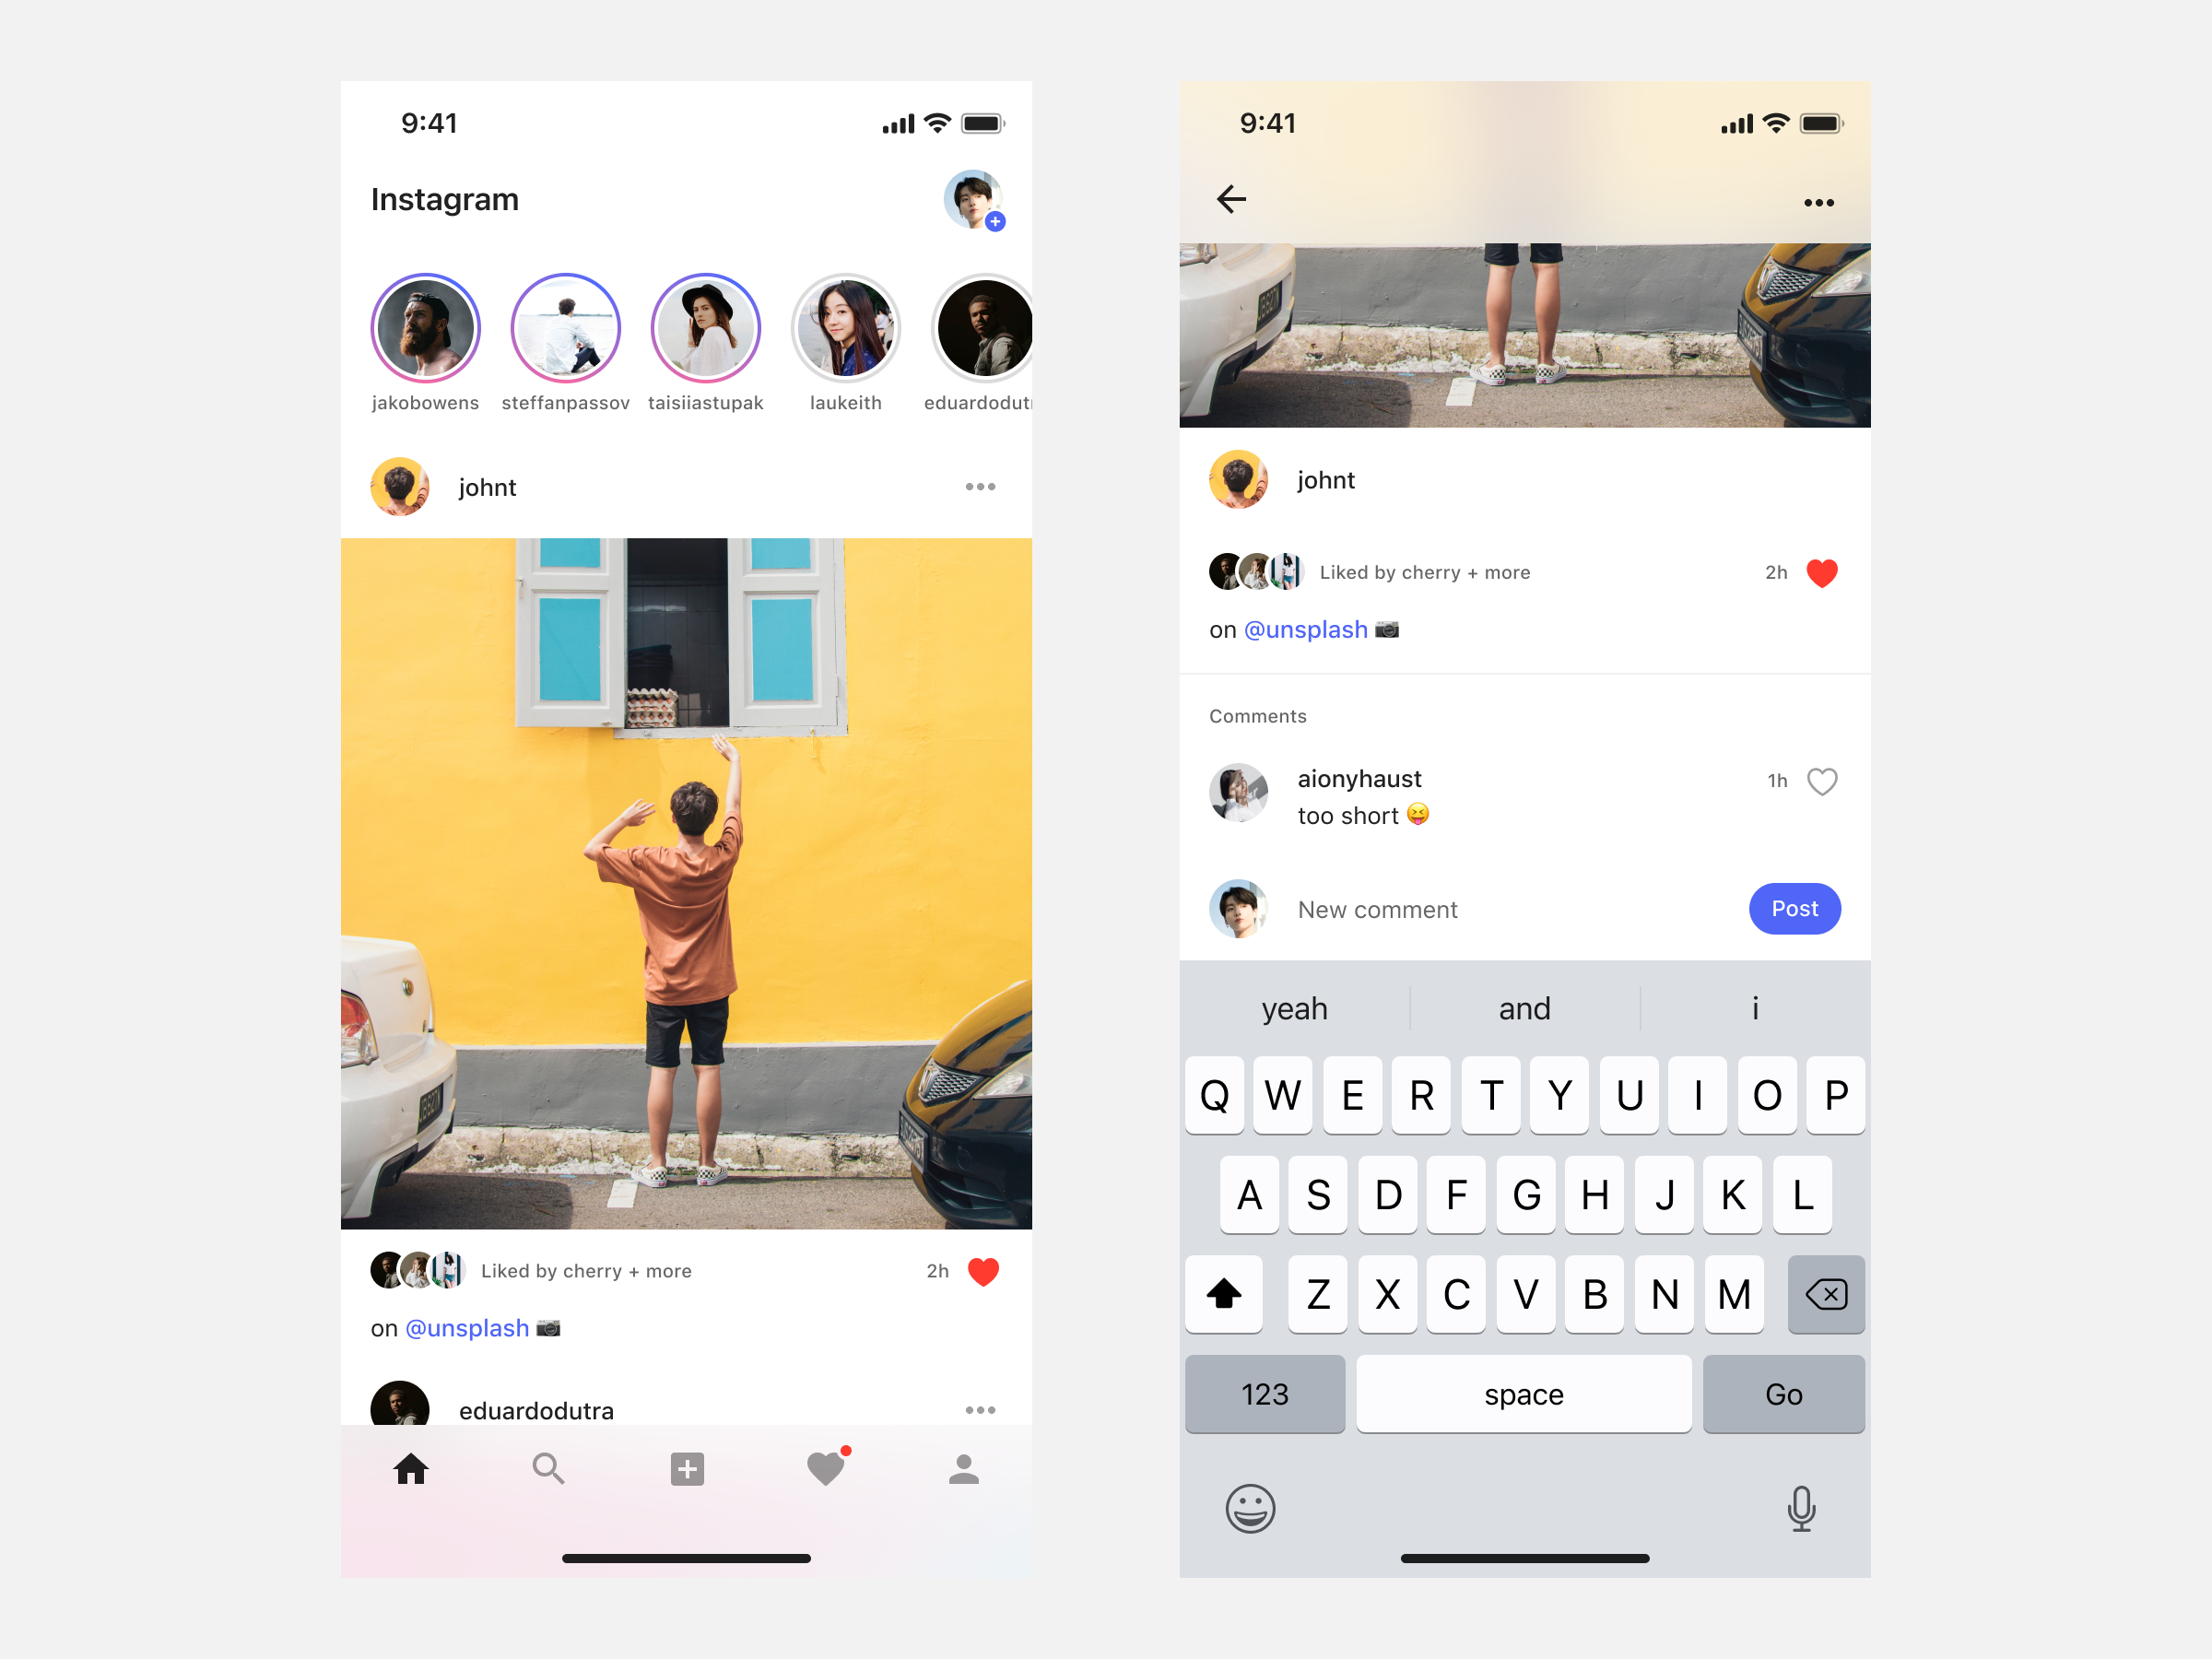 9:41
Instagram
jakobowens steffanpassov taisiiastupak laukeith eduardodut
johnt
Liked by cherry + more 2h
on @unsplash 📷
eduardodutra
9:41
johnt
Liked by cherry + more 2h
on @unsplash 📷
Comments
aionyhaust 1h
too short 😝
New comment Post
yeah and i
Q W E R T Y U I O P
A S D F G H J K L
Z X C V B N M
123 space Go